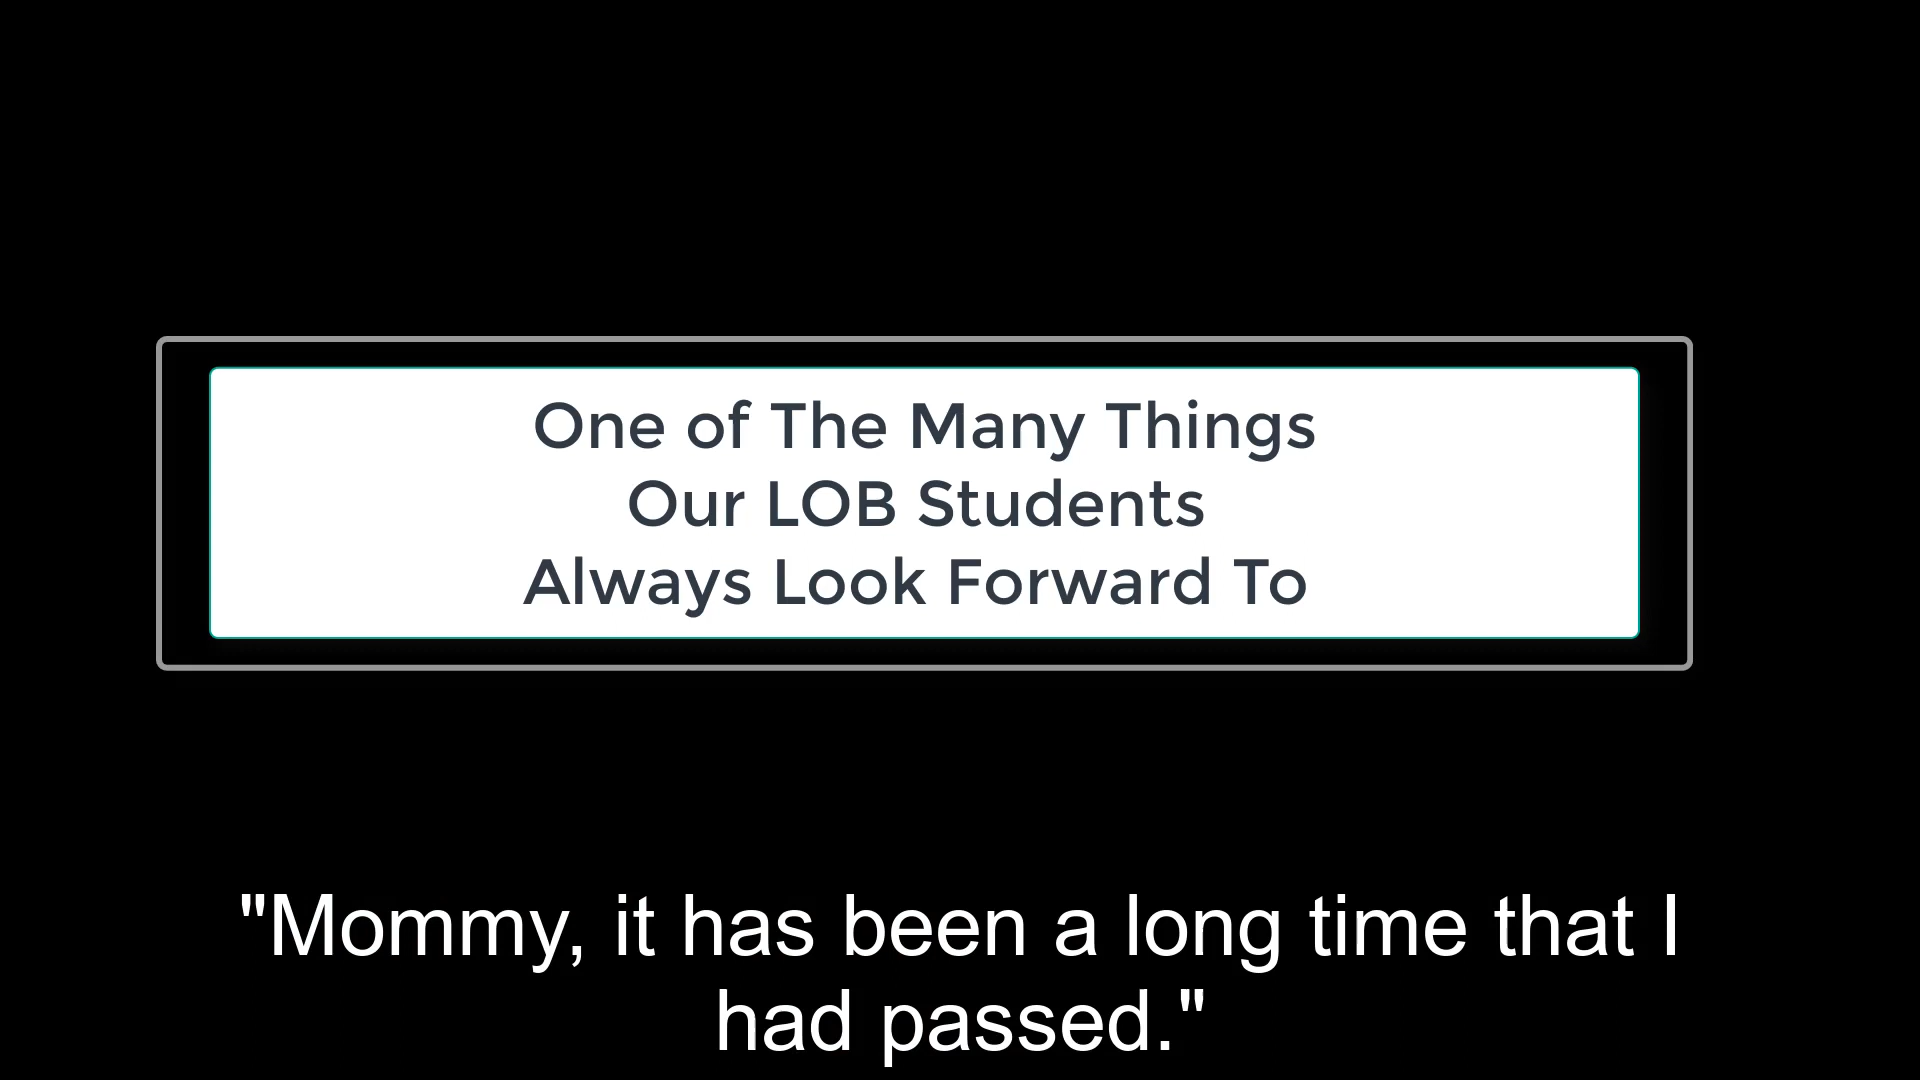 One of The Many Things
Our LOB Students
Always Look Forward To
"Mommy, it has been a long time that I
had passed."